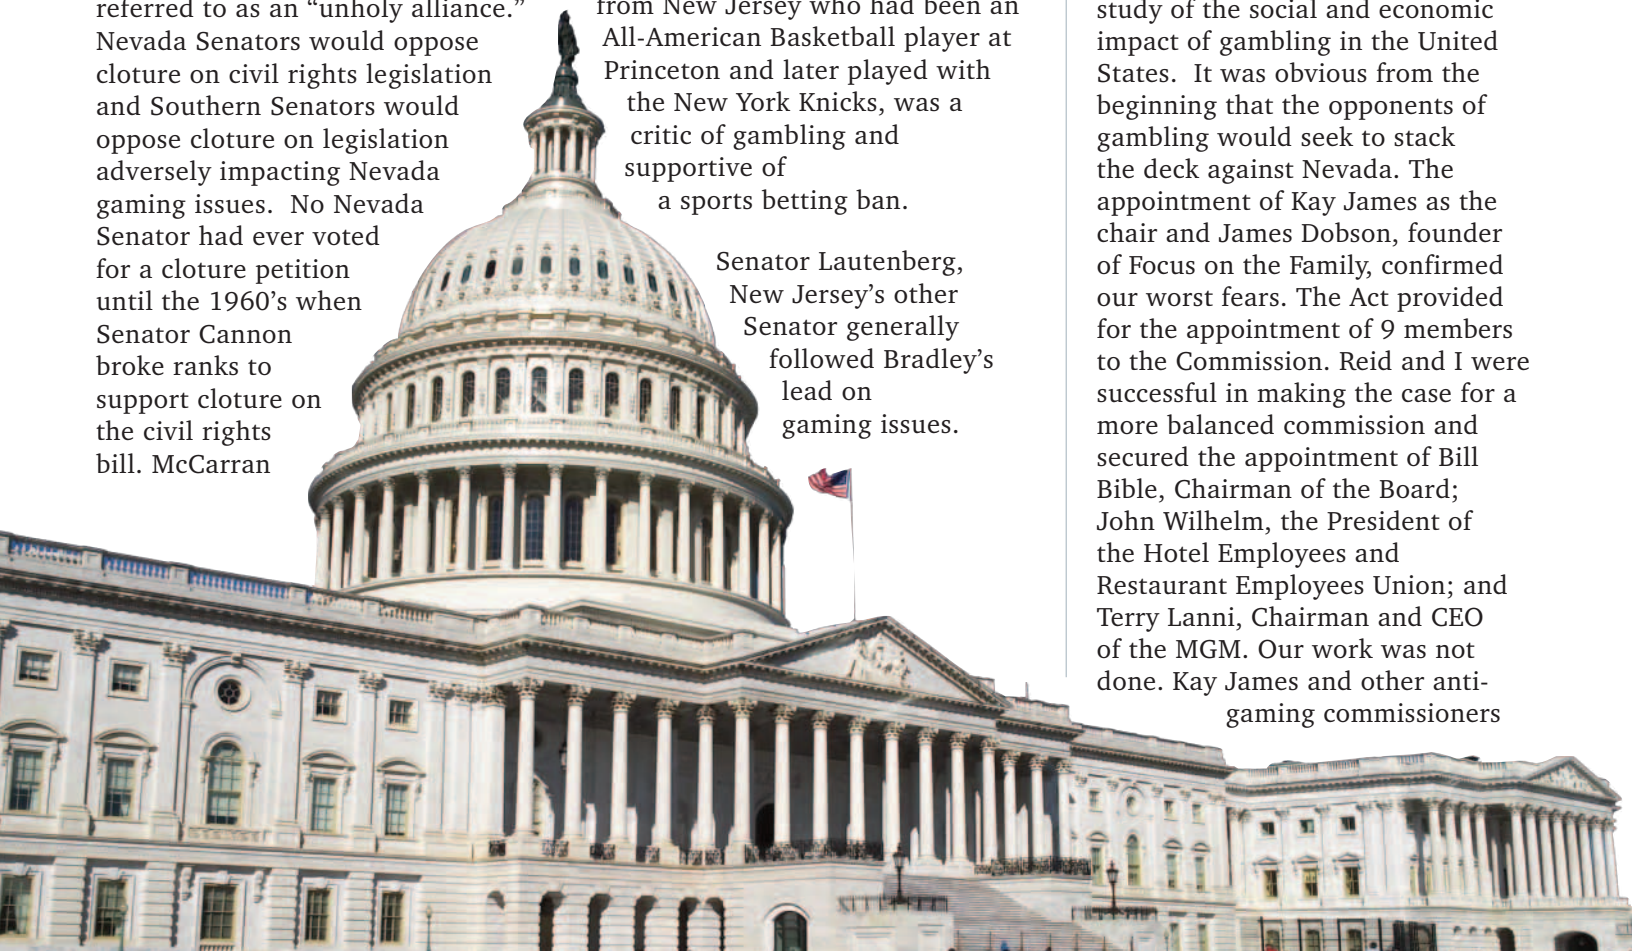 referred to as an “unholy alliance.”
Nevada Senators would oppose
cloture on civil rights legislation
and Southern Senators would
oppose cloture on legislation
adversely impacting Nevada
gaming issues.  No Nevada
Senator had ever voted
for a cloture petition
until the 1960’s when
Senator Cannon
broke ranks to
support cloture on
the civil rights
bill. McCarran
from New Jersey who had been an
All-American Basketball player at
Princeton and later played with
the New York Knicks, was a
critic of gambling and
supportive of
a sports betting ban.
Senator Lautenberg,
New Jersey’s other
Senator generally
followed Bradley’s
lead on
gaming issues.
study of the social and economic
impact of gambling in the United
States.  It was obvious from the
beginning that the opponents of
gambling would seek to stack
the deck against Nevada. The
appointment of Kay James as the
chair and James Dobson, founder
of Focus on the Family, confirmed
our worst fears. The Act provided
for the appointment of 9 members
to the Commission. Reid and I were
successful in making the case for a
more balanced commission and
secured the appointment of Bill
Bible, Chairman of the Board;
John Wilhelm, the President of
the Hotel Employees and
Restaurant Employees Union; and
Terry Lanni, Chairman and CEO
of the MGM. Our work was not
done. Kay James and other anti-
gaming commissioners